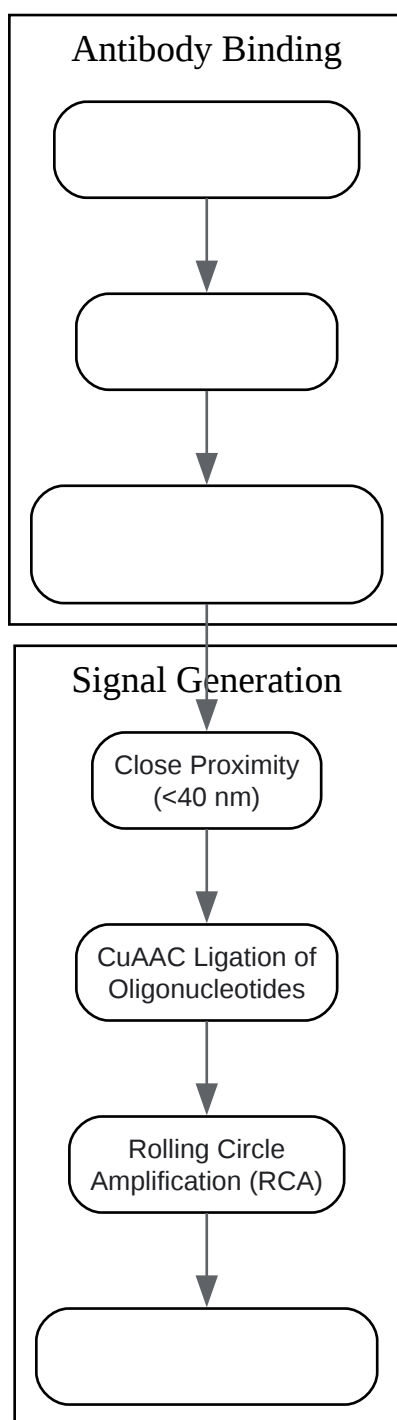 Antibody Binding
Signal Generation
Close Proximity
(<40 nm)
CuAAC Ligation of
Oligonucleotides
Rolling Circle
Amplification (RCA)